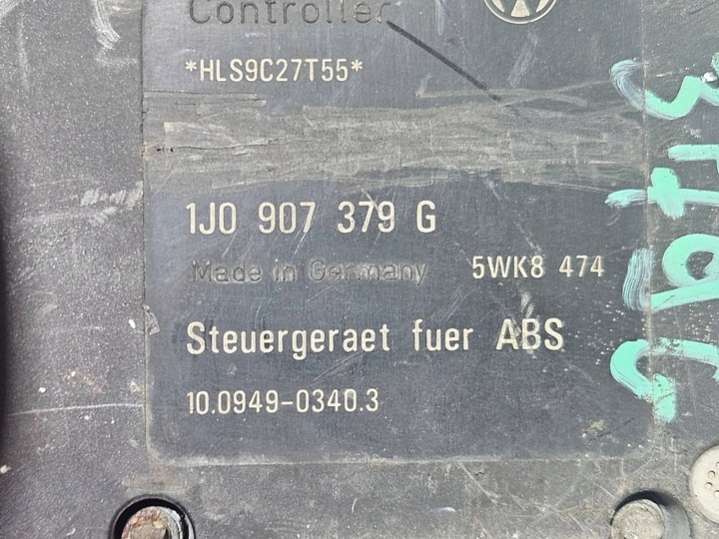 Controller
*HLS9C27T55*
1J0 907 379 G
Made in Germany 5WK8 474
Steuergeraet fuer ABS
10.0949-0340.3